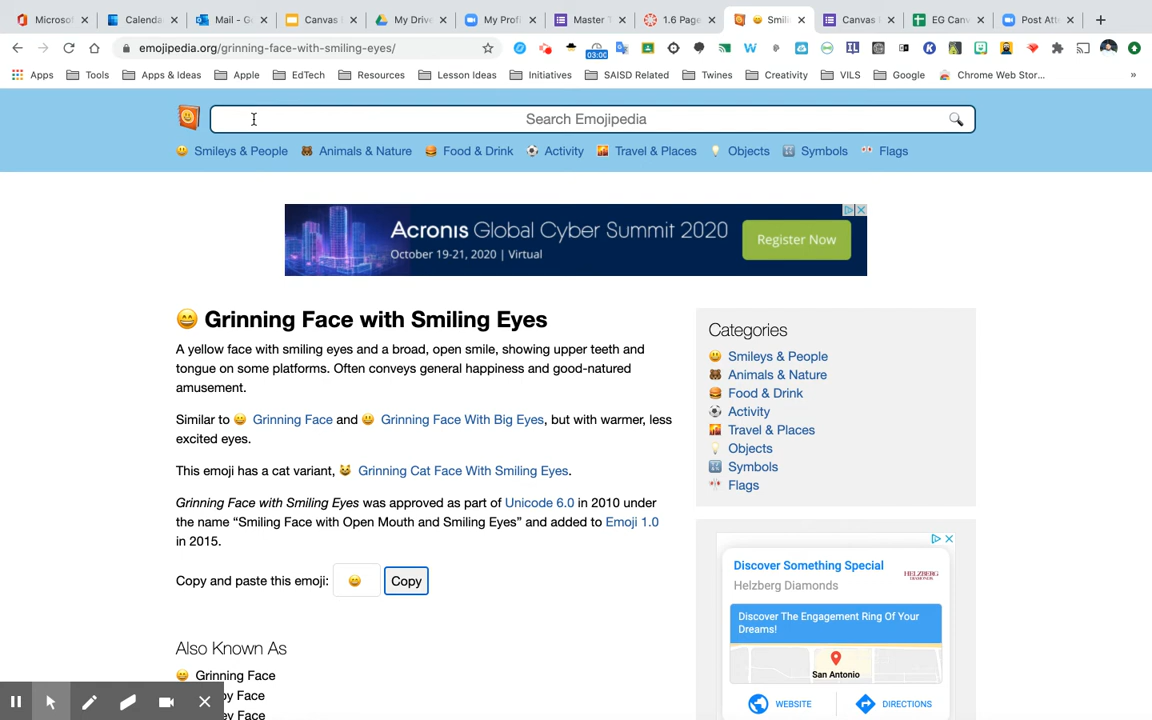 Microsof Calenda Mail - G Canvas E My Drive My Profi Master T 1.6 Page Smili Canvas EG Canv Post Att
emojipedia.org/grinning-face-with-smiling-eyes/
03:00
Apps Tools Apps & Ideas Apple EdTech Resources Lesson Ideas Initiatives SAISD Related Twines Creativity VILS Google Chrome Web Stor... »
Search Emojipedia
Smileys & People Animals & Nature Food & Drink Activity Travel & Places Objects Symbols Flags
Acronis Global Cyber Summit 2020
October 19-21, 2020 | Virtual
Register Now
😄 Grinning Face with Smiling Eyes
A yellow face with smiling eyes and a broad, open smile, showing upper teeth and
tongue on some platforms. Often conveys general happiness and good-natured
amusement.
Similar to 😀 Grinning Face and 😃 Grinning Face With Big Eyes, but with warmer, less
excited eyes.
This emoji has a cat variant, 😸 Grinning Cat Face With Smiling Eyes.
Grinning Face with Smiling Eyes was approved as part of Unicode 6.0 in 2010 under
the name “Smiling Face with Open Mouth and Smiling Eyes” and added to Emoji 1.0
in 2015.
Copy and paste this emoji: 😄 Copy
Also Known As
😄 Grinning Face
py Face
ey Face
Categories
Smileys & People
Animals & Nature
Food & Drink
Activity
Travel & Places
Objects
Symbols
Flags
Discover Something Special
Helzberg Diamonds
HELZBERG
DIAMONDS
Discover The Engagement Ring Of Your
Dreams!
San Antonio
WEBSITE DIRECTIONS